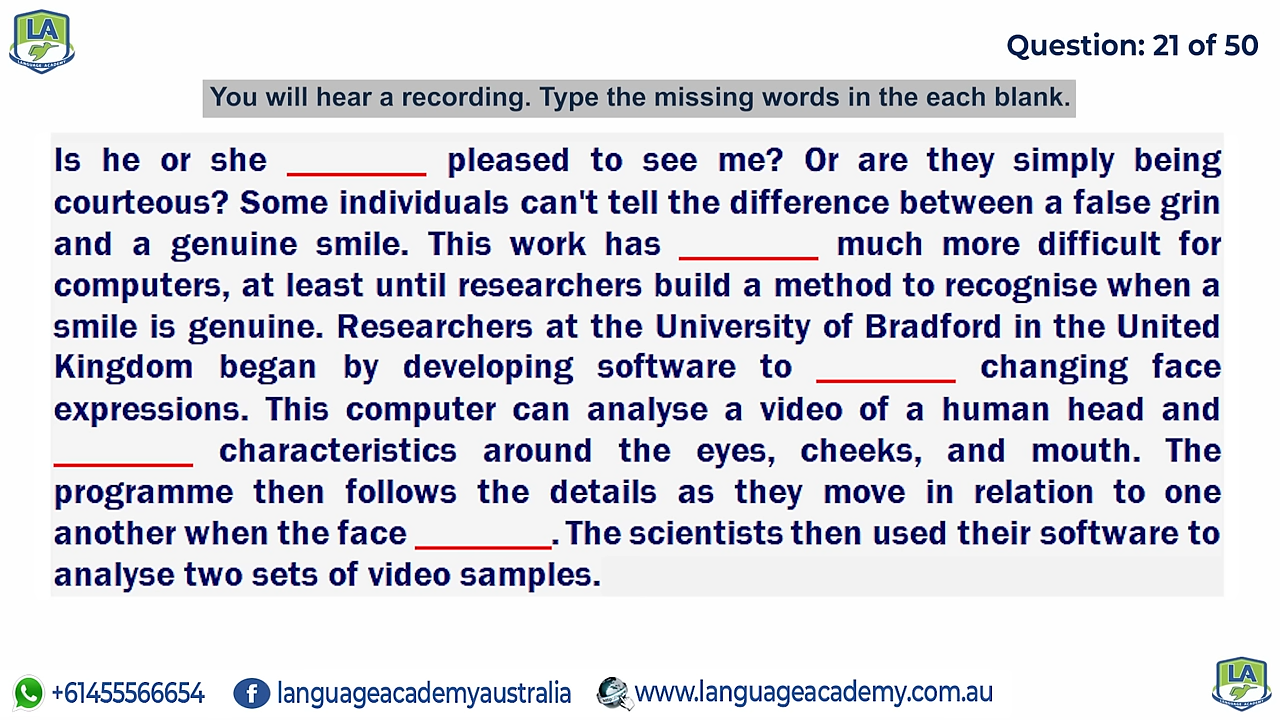 LA
LANGUAGE ACADEMY
Question: 21 of 50
You will hear a recording. Type the missing words in the each blank.
Is he or she ________ pleased to see me? Or are they simply being
courteous? Some individuals can't tell the difference between a false grin
and a genuine smile. This work has ________ much more difficult for
computers, at least until researchers build a method to recognise when a
smile is genuine. Researchers at the University of Bradford in the United
Kingdom began by developing software to ________ changing face
expressions. This computer can analyse a video of a human head and
________ characteristics around the eyes, cheeks, and mouth. The
programme then follows the details as they move in relation to one
another when the face ________. The scientists then used their software to
analyse two sets of video samples.
+61455566654
languageacademyaustralia
www.languageacademy.com.au
LA
LANGUAGE ACADEMY